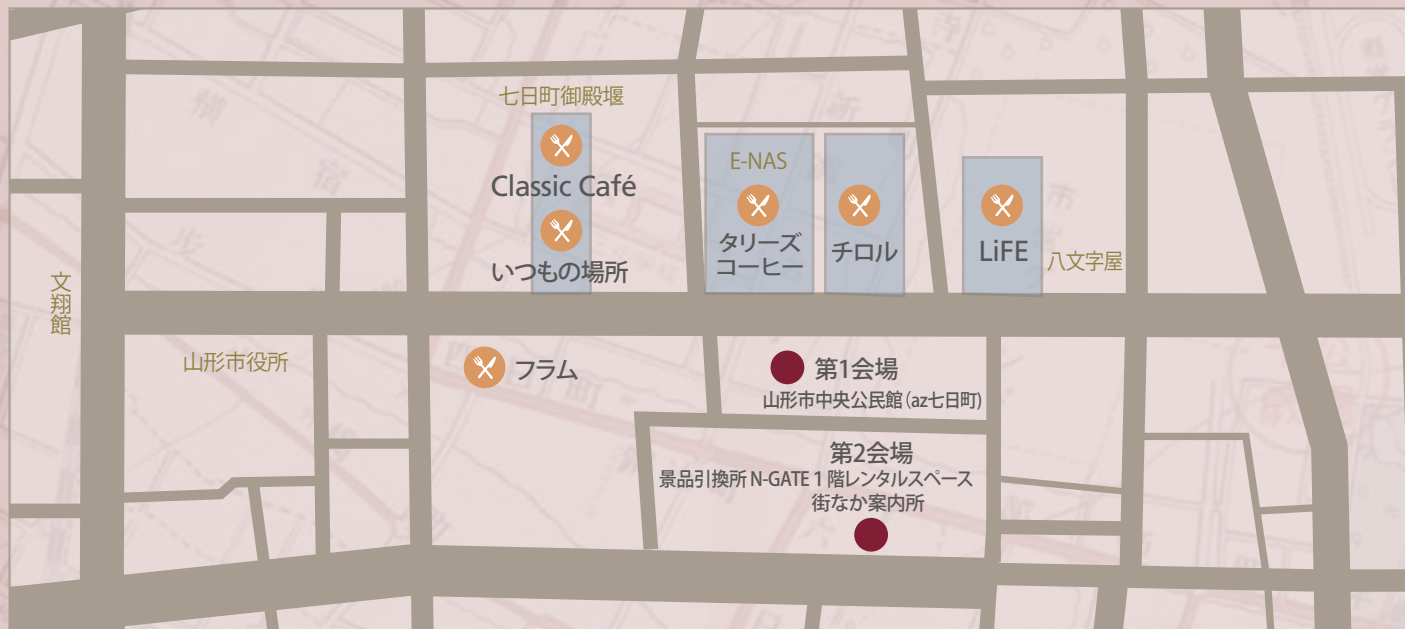 七日町御殿堰
Classic Café
いつもの場所
E-NAS
タリーズ
コーヒー
チロル
LiFE
八文字屋
文翔館
山形市役所
フラム
第1会場
山形市中央公民館(az七日町)
第2会場
景品引換所 N-GATE 1 階レンタルスペース
街なか案内所